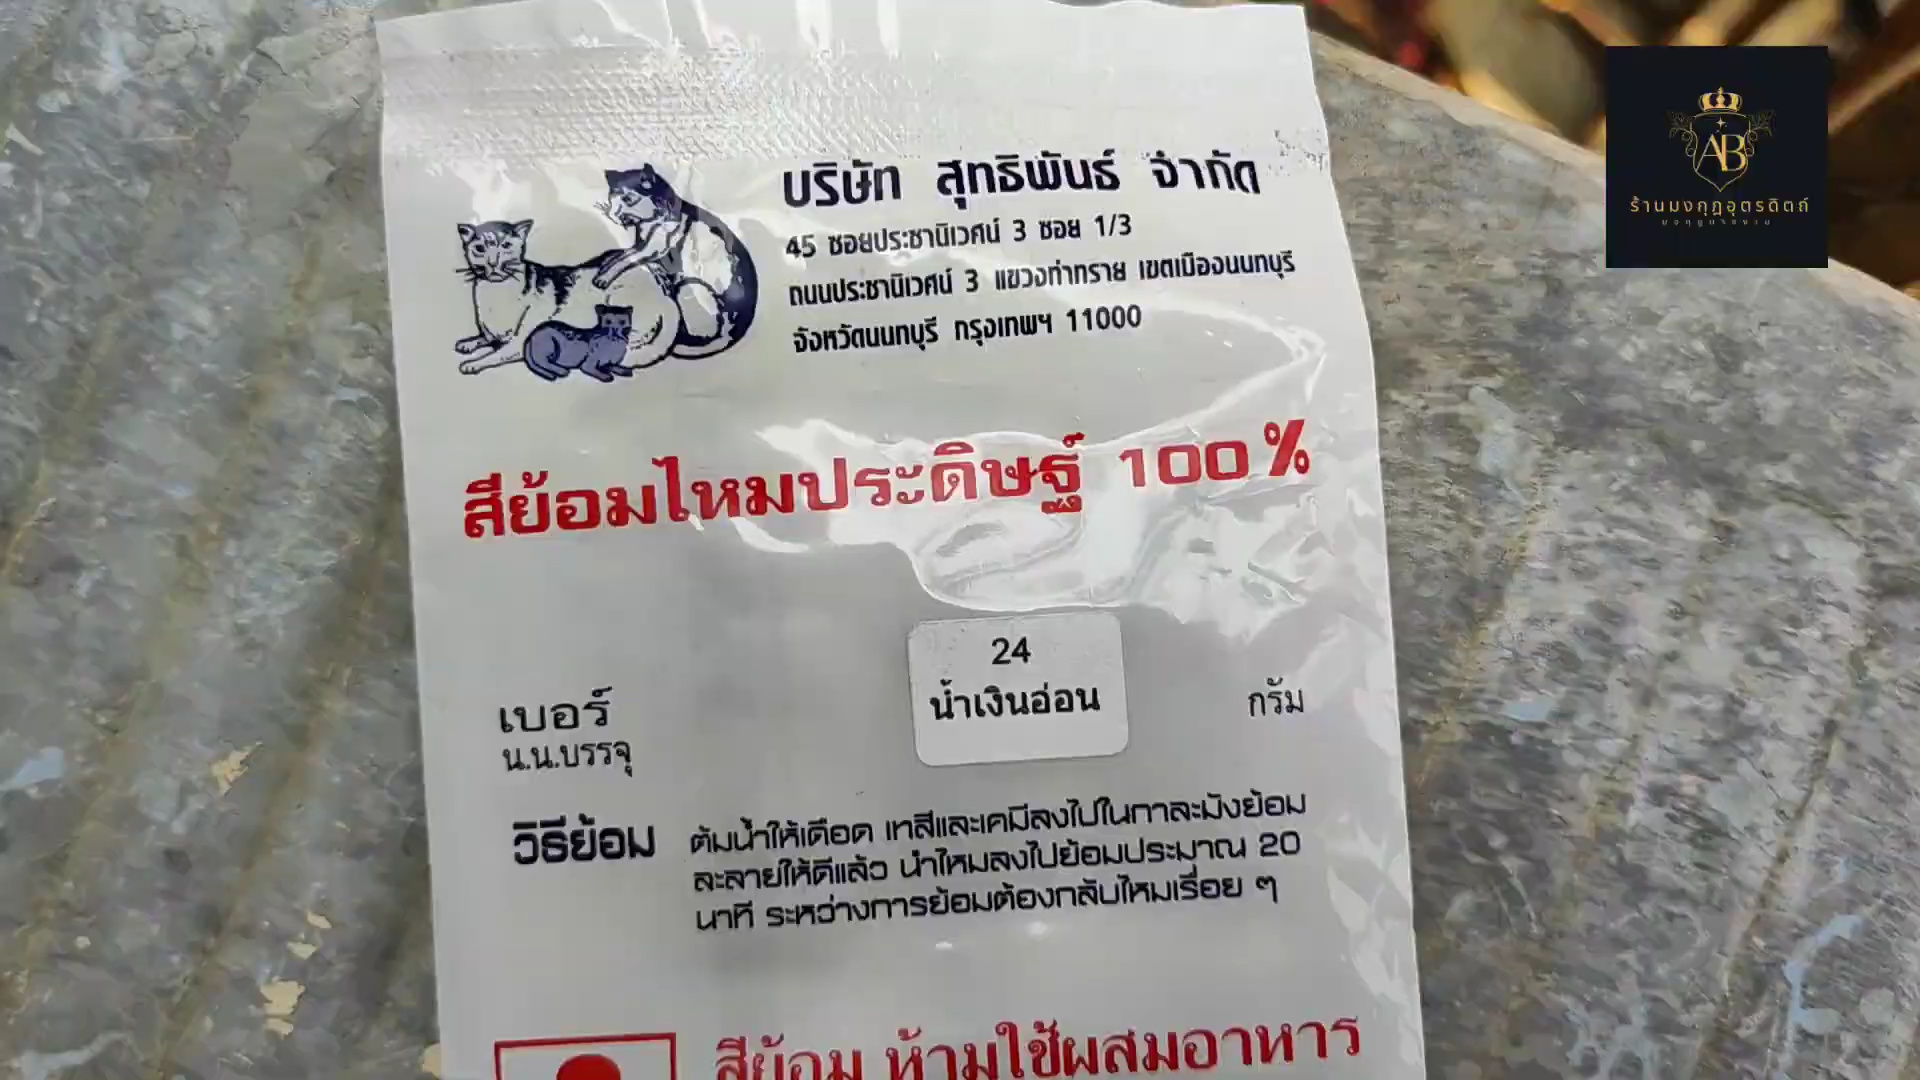 บริษัท สุทธิพันธ์ จำกัด
45 ซอยประชานิเวศน์ 3 ซอย 1/3
ถนนประชานิเวศน์ 3 แขวงท่าทราย เขตเมืองนนทบุรี
จังหวัดนนทบุรี กรุงเทพฯ 11000
สีย้อมไหมประดิษฐ์ 100%
24
น้ำเงินอ่อน
เบอร์
น.น.บรรจุ
กรัม
วิธีย้อม
ต้มน้ำให้เดือด เทสีและเคมีลงไปในกาละมังย้อม
ละลายให้ดีแล้ว นำไหมลงไปย้อมประมาณ 20
นาที ระหว่างการย้อมต้องกลับไหมเรื่อย ๆ
สีย้อม ห้ามใช้ผสมอาหาร
AB
ร้านมงกุฎอุตรดิตถ์